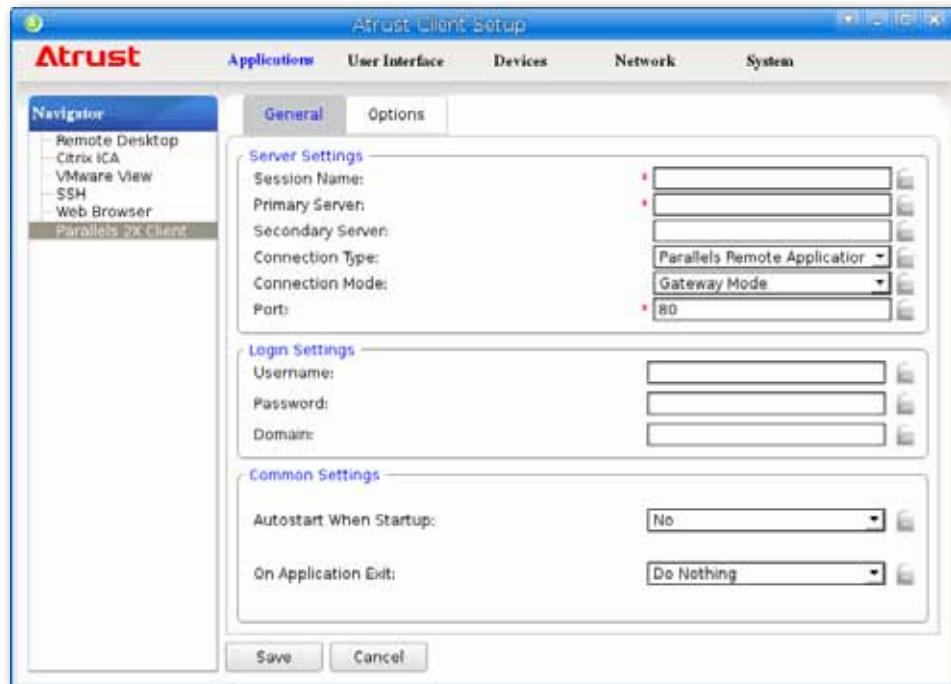 Atrust Client Setup
Atrust
Applications User Interface Devices Network System
Navigator
Remote Desktop
Citrix ICA
VMware View
SSH
Web Browser
Parallels 2X Client
General Options
Server Settings
Session Name: *
Primary Server: *
Secondary Server:
Connection Type: Parallels Remote Application
Connection Mode: Gateway Mode
Port: * 80
Login Settings
Username:
Password:
Domain:
Common Settings
Autostart When Startup: No
On Application Exit: Do Nothing
Save Cancel